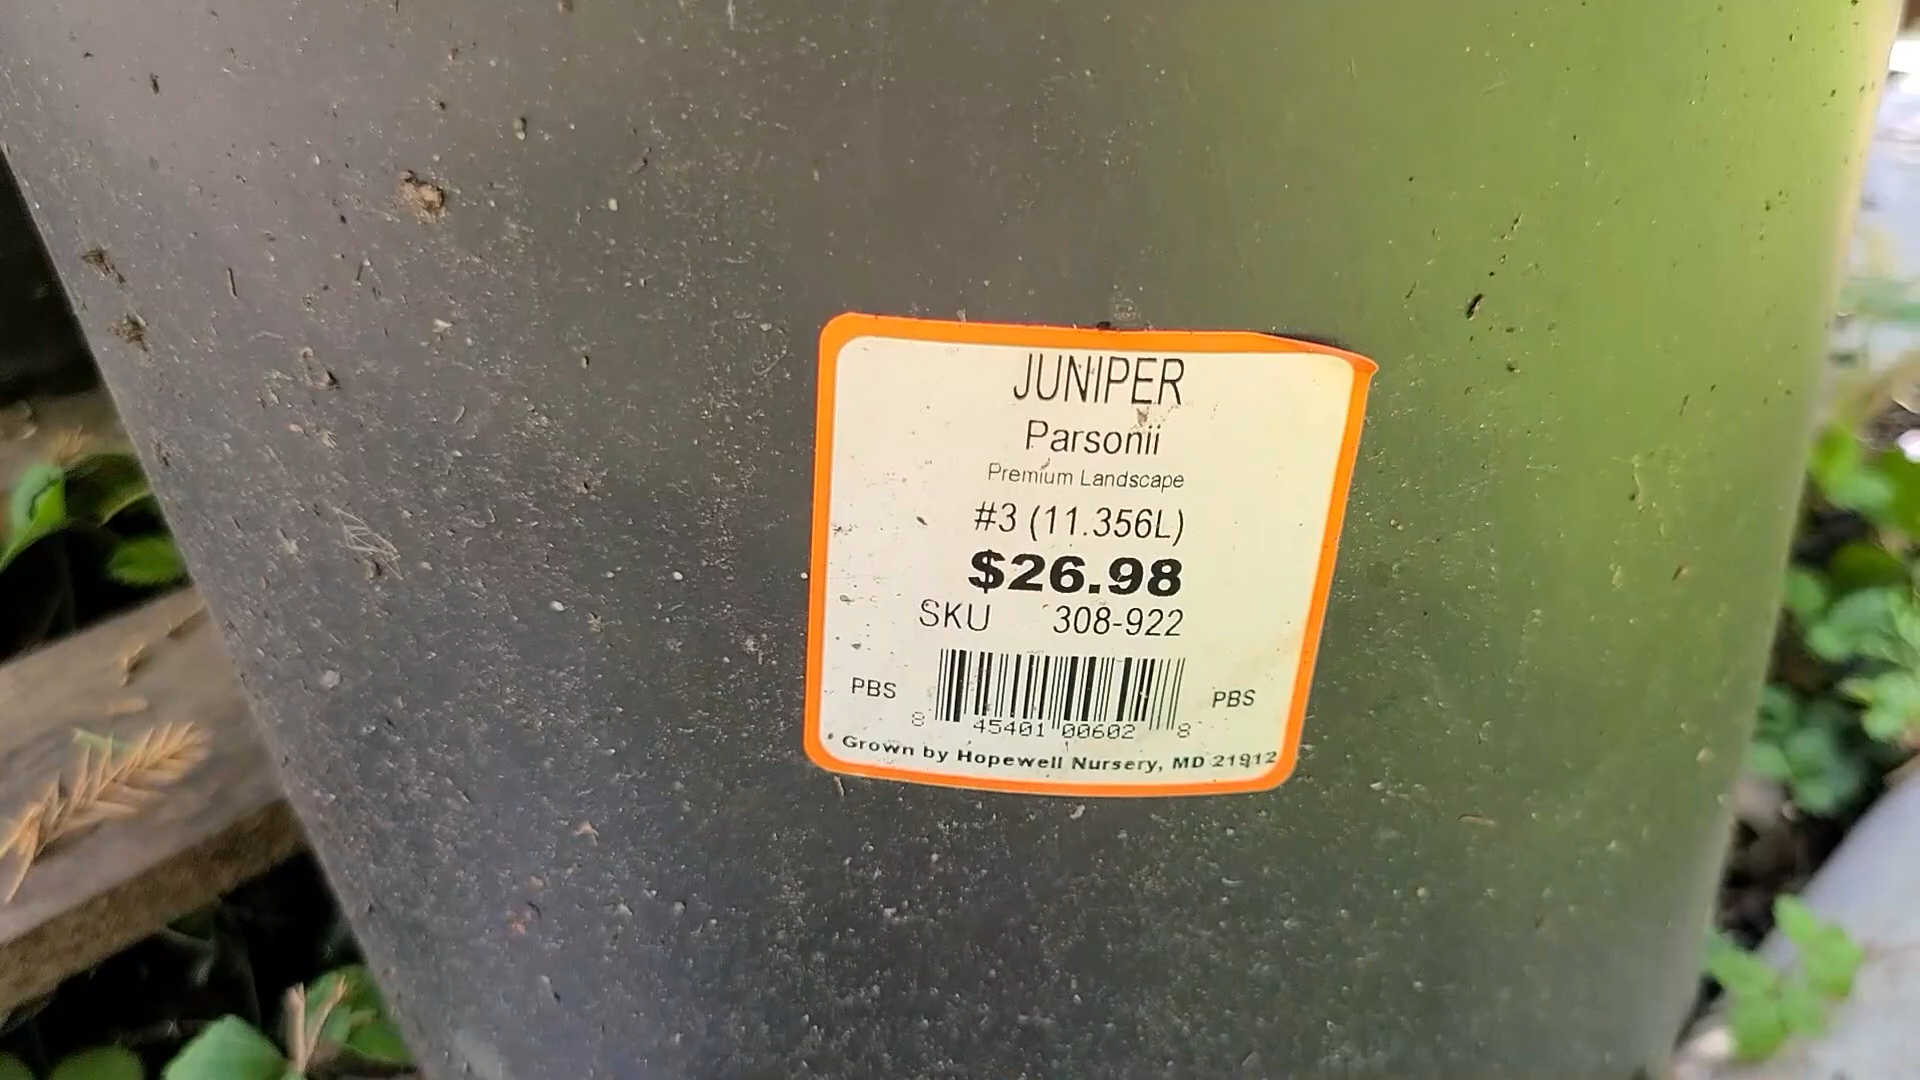 JUNIPER
Parsonii
Premium Landscape
#3 (11.356L)
$26.98
SKU 308-922
PBS PBS
8 45401 00602 8
Grown by Hopewell Nursery, MD 21912